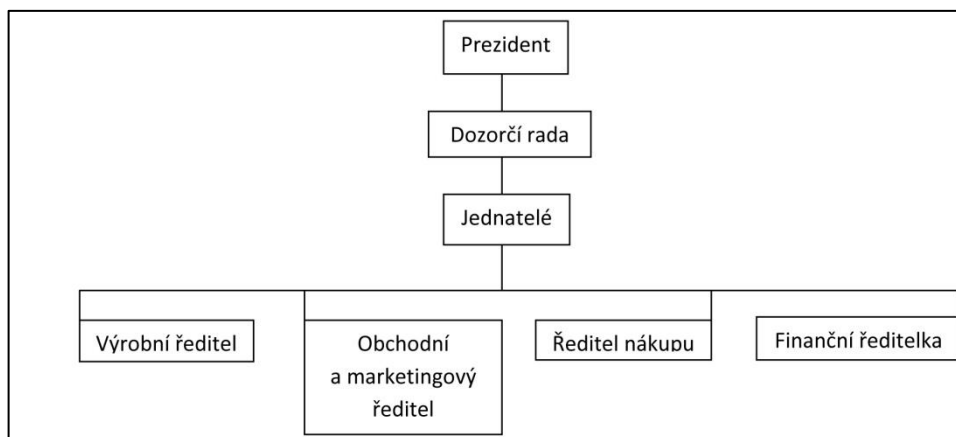 Prezident
Dozorčí rada
Jednatelé
Výrobní ředitel
Obchodní
a marketingový
ředitel
Ředitel nákupu
Finanční ředitelka